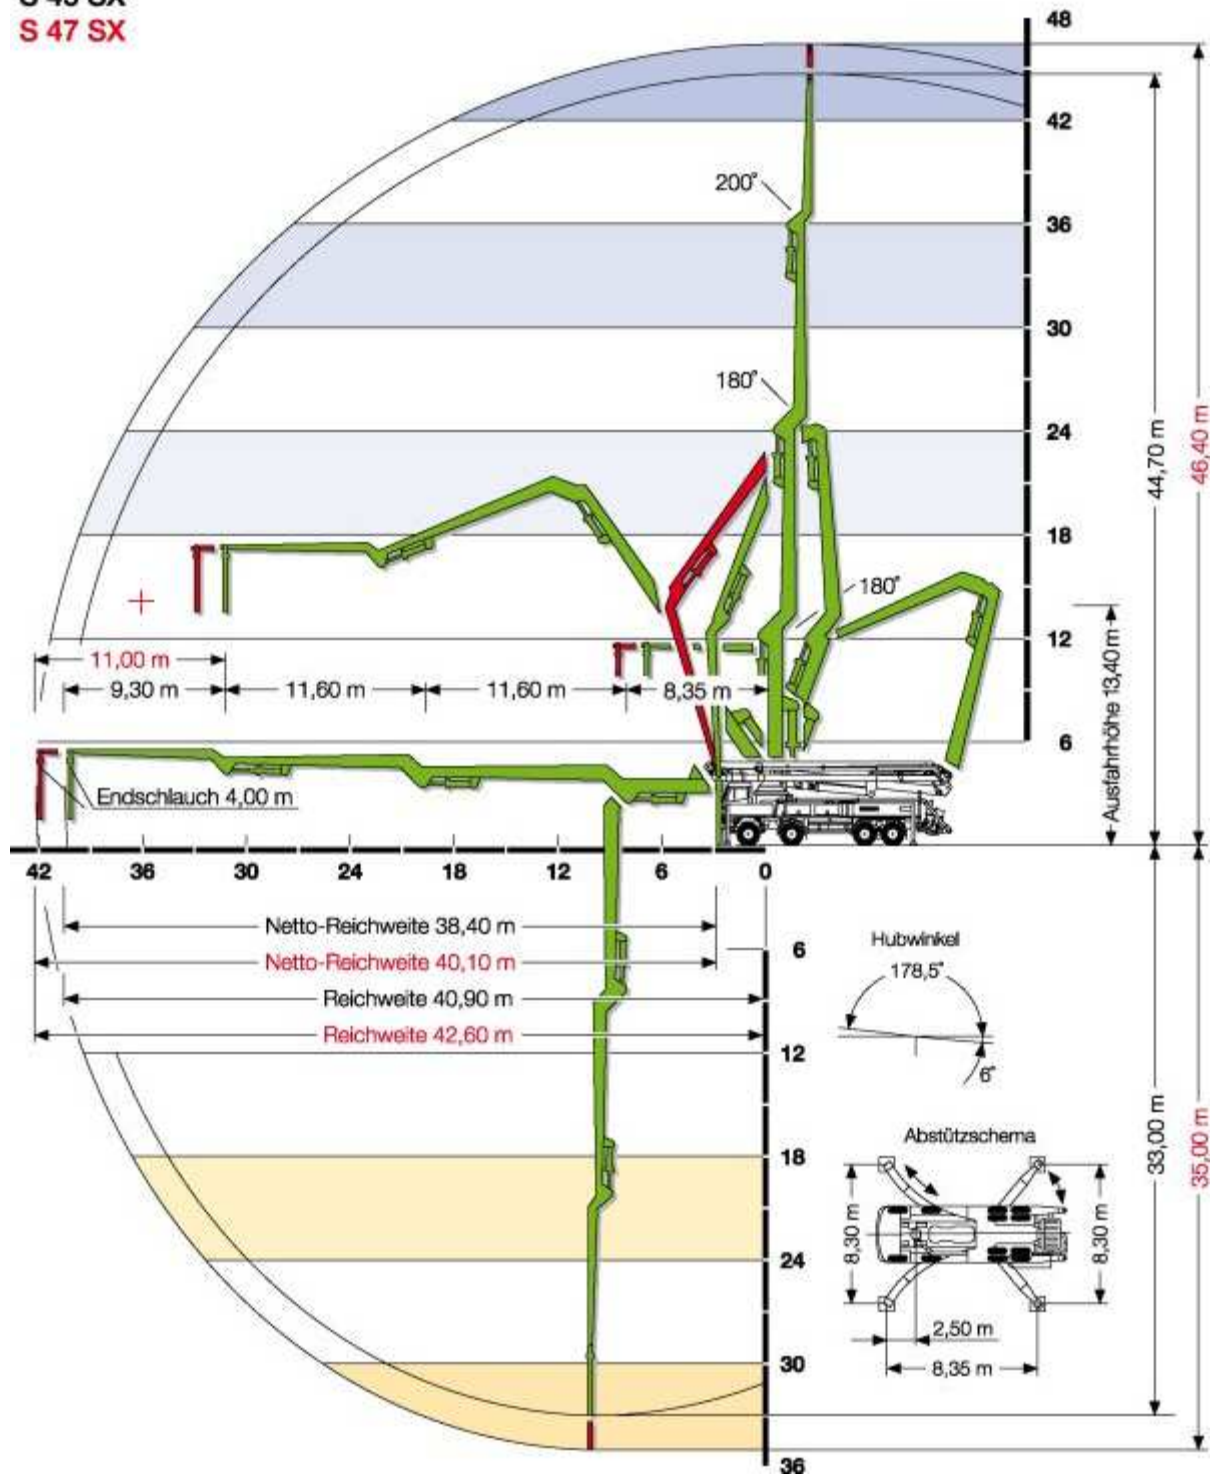 S 45 SX
S 47 SX
48
42
200°
36
30
180°
24
44,70 m
46,40 m
18
180°
12
11,00 m
9,30 m
11,60 m
11,60 m
8,35 m
Ausfahrhöhe 13,40 m
6
Endschlauch 4,00 m
42
36
30
24
18
12
6
0
Netto-Reichweite 38,40 m
6
Hubwinkel
Netto-Reichweite 40,10 m
178,5°
Reichweite 40,90 m
Reichweite 42,60 m
12
6°
33,00 m
35,00 m
Abstützschema
18
8,30 m
8,30 m
24
2,50 m
30
8,35 m
36